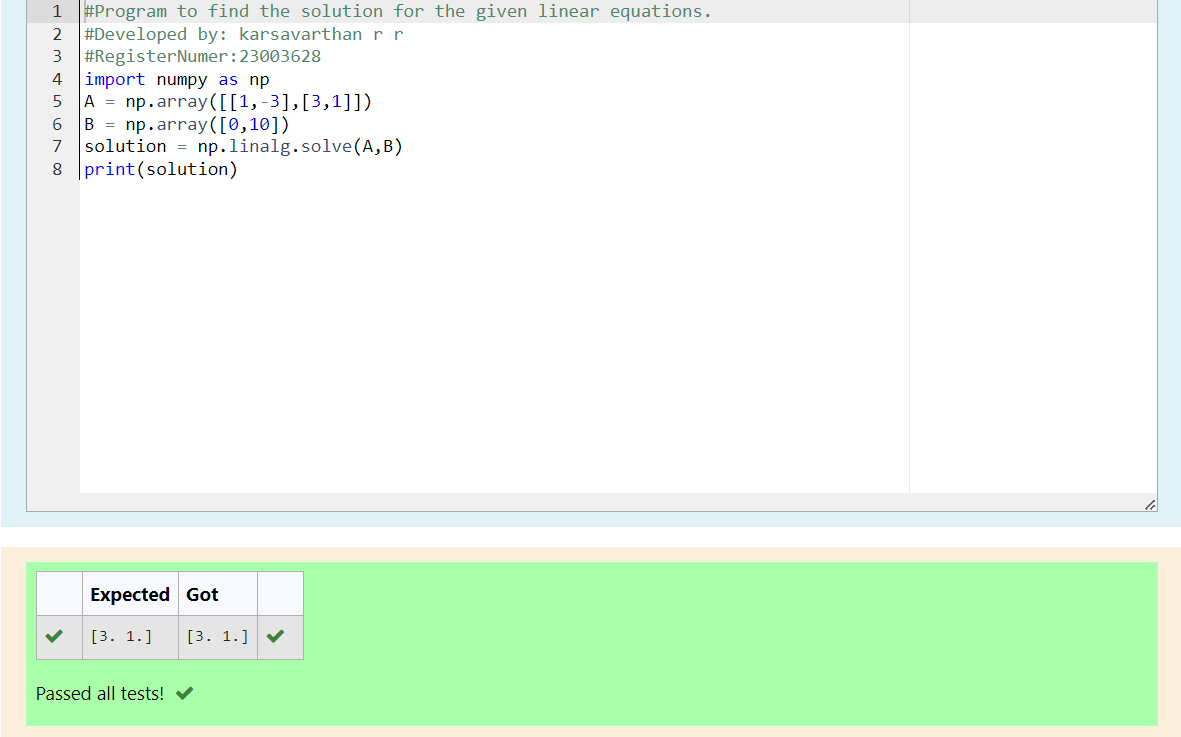 1 #Program to find the solution for the given linear equations.
2 #Developed by: karsavarthan r r
3 #RegisterNumer:23003628
4 import numpy as np
5 A = np.array([[1,-3],[3,1]])
6 B = np.array([0,10])
7 solution = np.linalg.solve(A,B)
8 print(solution)
Expected Got
[3. 1.] [3. 1.]
Passed all tests!